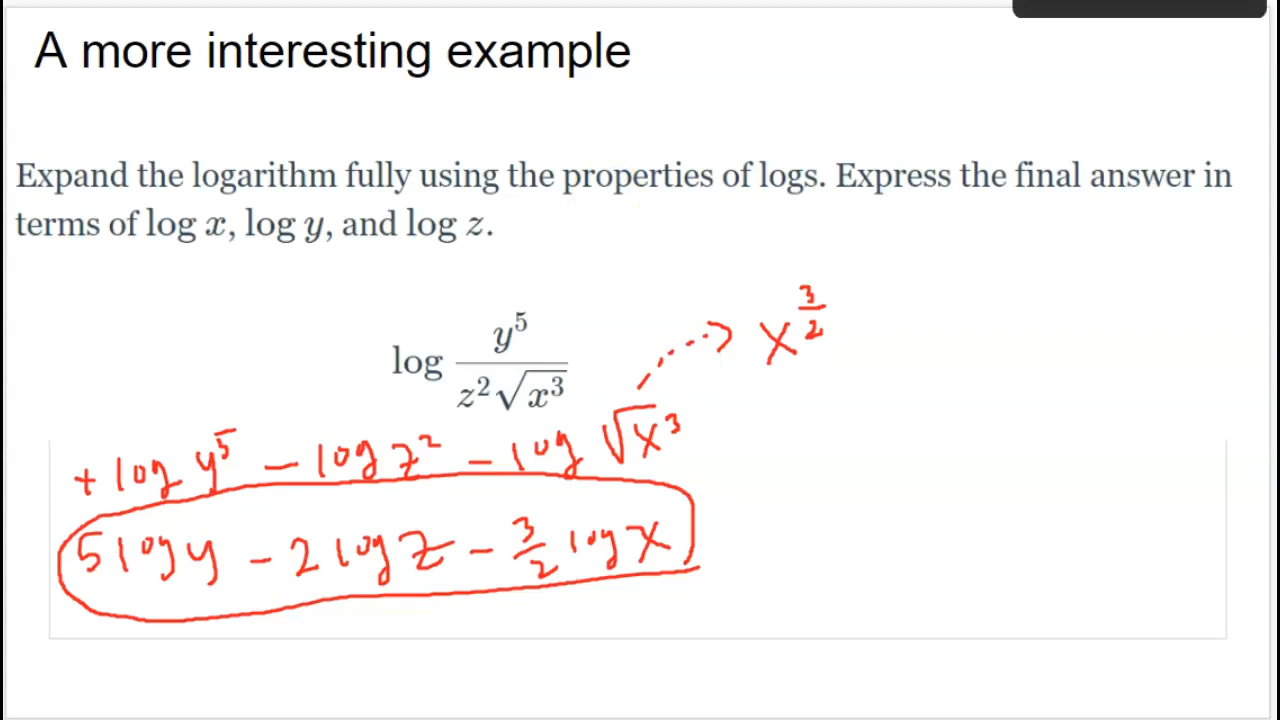 A more interesting example
Expand the logarithm fully using the properties of logs. Express the final answer in
terms of log x, log y, and log z.
log y^5 / (z^2 √(x^3))
x^(3/2)
+ log y^5 − log z^2 − log √x^3
5 log y − 2 log z − 3/2 log x